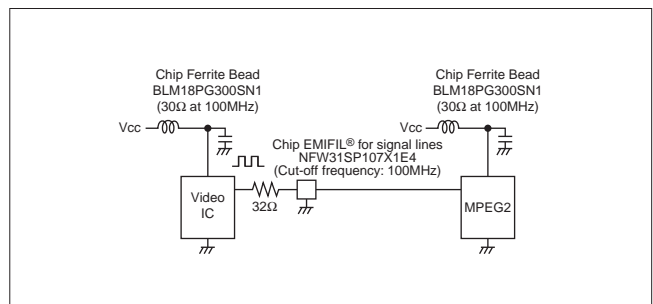 Chip Ferrite Bead
BLM18PG300SN1
(30Ω at 100MHz)
Vcc
Chip Ferrite Bead
BLM18PG300SN1
(30Ω at 100MHz)
Vcc
Chip EMIFIL® for signal lines
NFW31SP107X1E4
(Cut-off frequency: 100MHz)
Video
IC
32Ω
MPEG2